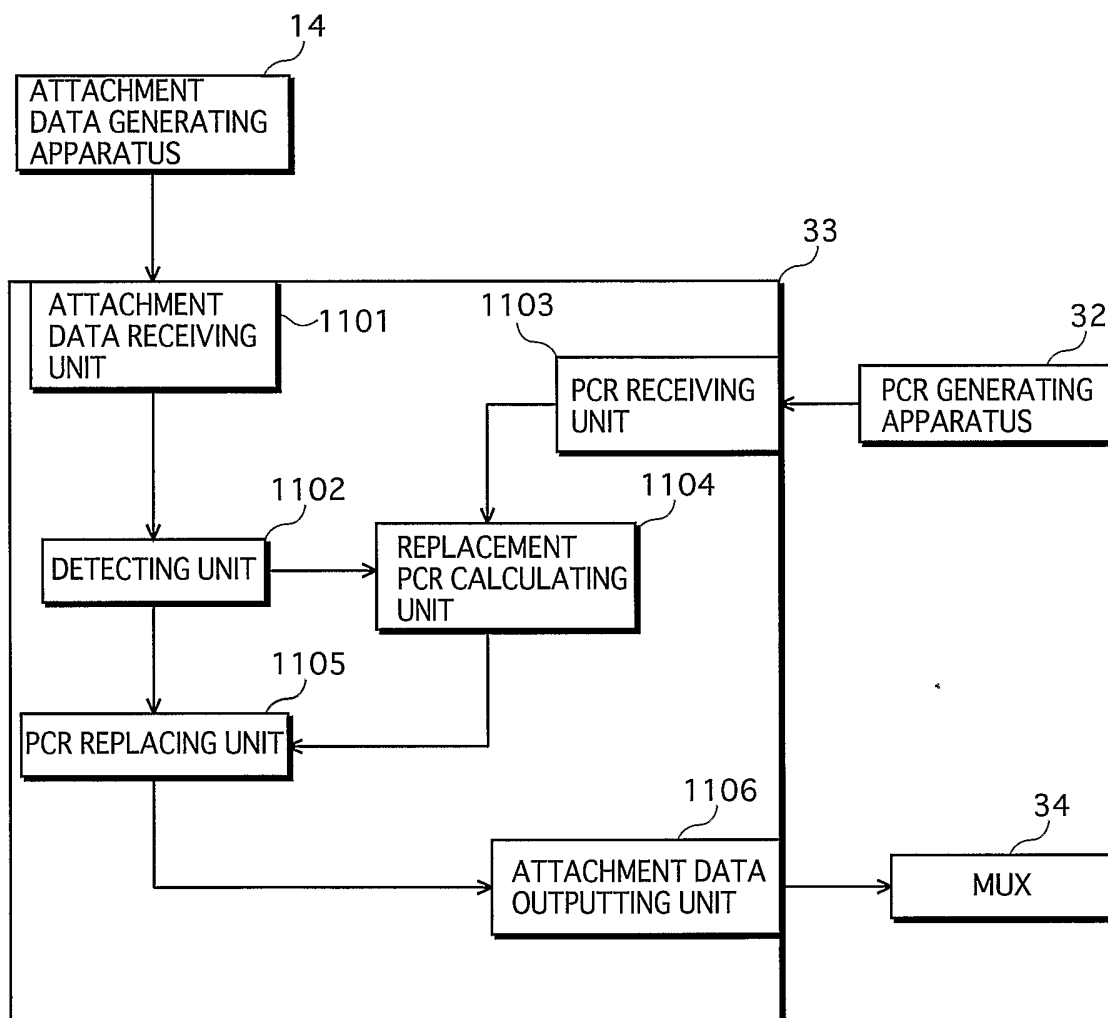 14
ATTACHMENT
DATA GENERATING
APPARATUS
33
ATTACHMENT
DATA RECEIVING
UNIT
1101
1103
PCR RECEIVING
UNIT
32
PCR GENERATING
APPARATUS
1102
DETECTING UNIT
1104
REPLACEMENT
PCR CALCULATING
UNIT
1105
PCR REPLACING UNIT
1106
ATTACHMENT DATA
OUTPUTTING UNIT
34
MUX